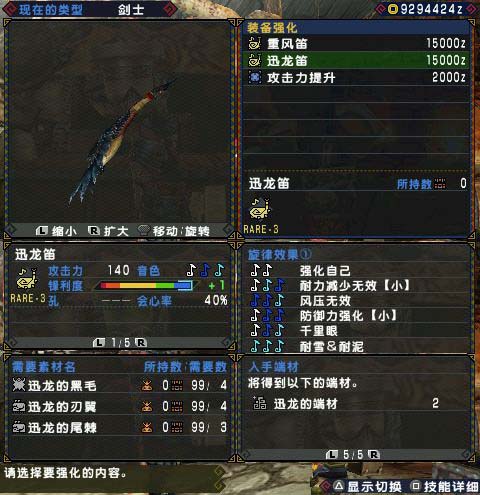 现在的类型 剑士
9294424z
装备强化
重风笛 15000z
迅龙笛 15000z
攻击力提升 2000z
迅龙笛 所持数 0
RARE-3
L 缩小 R 扩大 移动/旋转
迅龙笛
攻击力 140 音色
锋利度 +1
RARE-3
孔 --- 会心率 40%
L 1/5 R
旋律效果①
强化自己
耐力减少无效【小】
风压无效
防御力强化【小】
千里眼
耐雪&耐泥
需要素材名 所持数/需要数
迅龙的黑毛 0 99/ 4
迅龙的刃翼 0 99/ 4
迅龙的尾棘 0 99/ 3
入手端材
将得到以下的端材。
迅龙的端材 2
L 5/5 R
请选择要强化的内容。
显示切换 技能详细